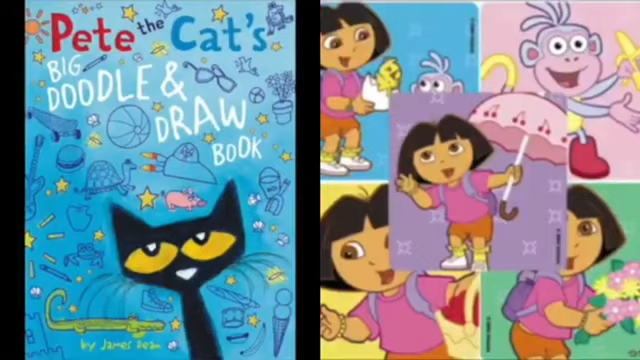 Pete the Cat's
BIG
DOODLE &
DRAW
BOOK
by James Dean